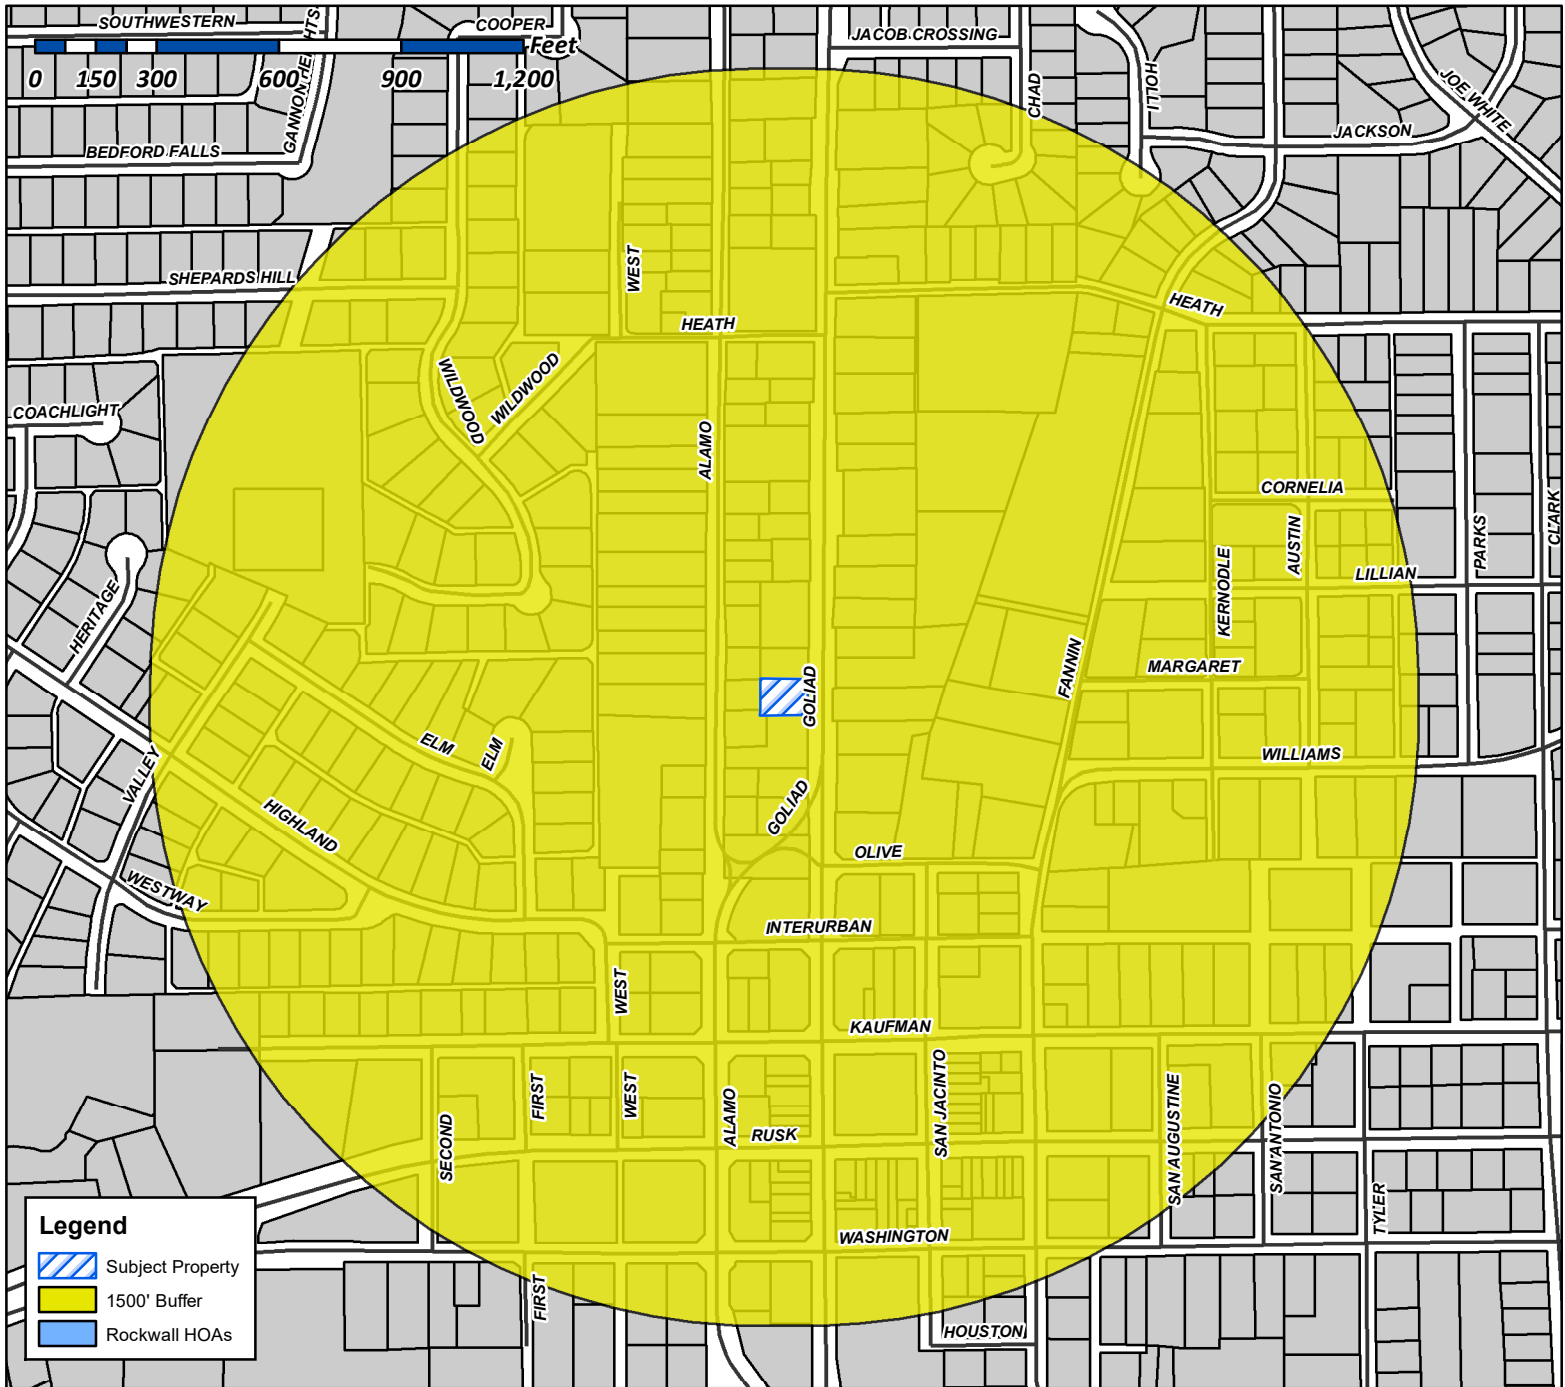 SOUTHWESTERN
COOPER
JACOB CROSSING
Feet
0 150 300 600 900 1,200
GANNON HEIGHTS
CHAD
HOLLI
JOE WHITE
JACKSON
BEDFORD FALLS
SHEPARDS HILL
WEST
HEATH
HEATH
WILDWOOD
WILDWOOD
COACHLIGHT
ALAMO
CORNELIA
PARKS
CLARK
AUSTIN
KERNODLE
LILLIAN
HERITAGE
FANNIN
MARGARET
GOLIAD
ELM
ELM
VALLEY
WILLIAMS
GOLIAD
HIGHLAND
OLIVE
WESTWAY
INTERURBAN
WEST
KAUFMAN
FIRST
WEST
ALAMO
SAN JACINTO
SAN AUGUSTINE
SAN ANTONIO
SECOND
RUSK
TYLER
WASHINGTON
FIRST
HOUSTON
Legend
Subject Property
1500' Buffer
Rockwall HOAs